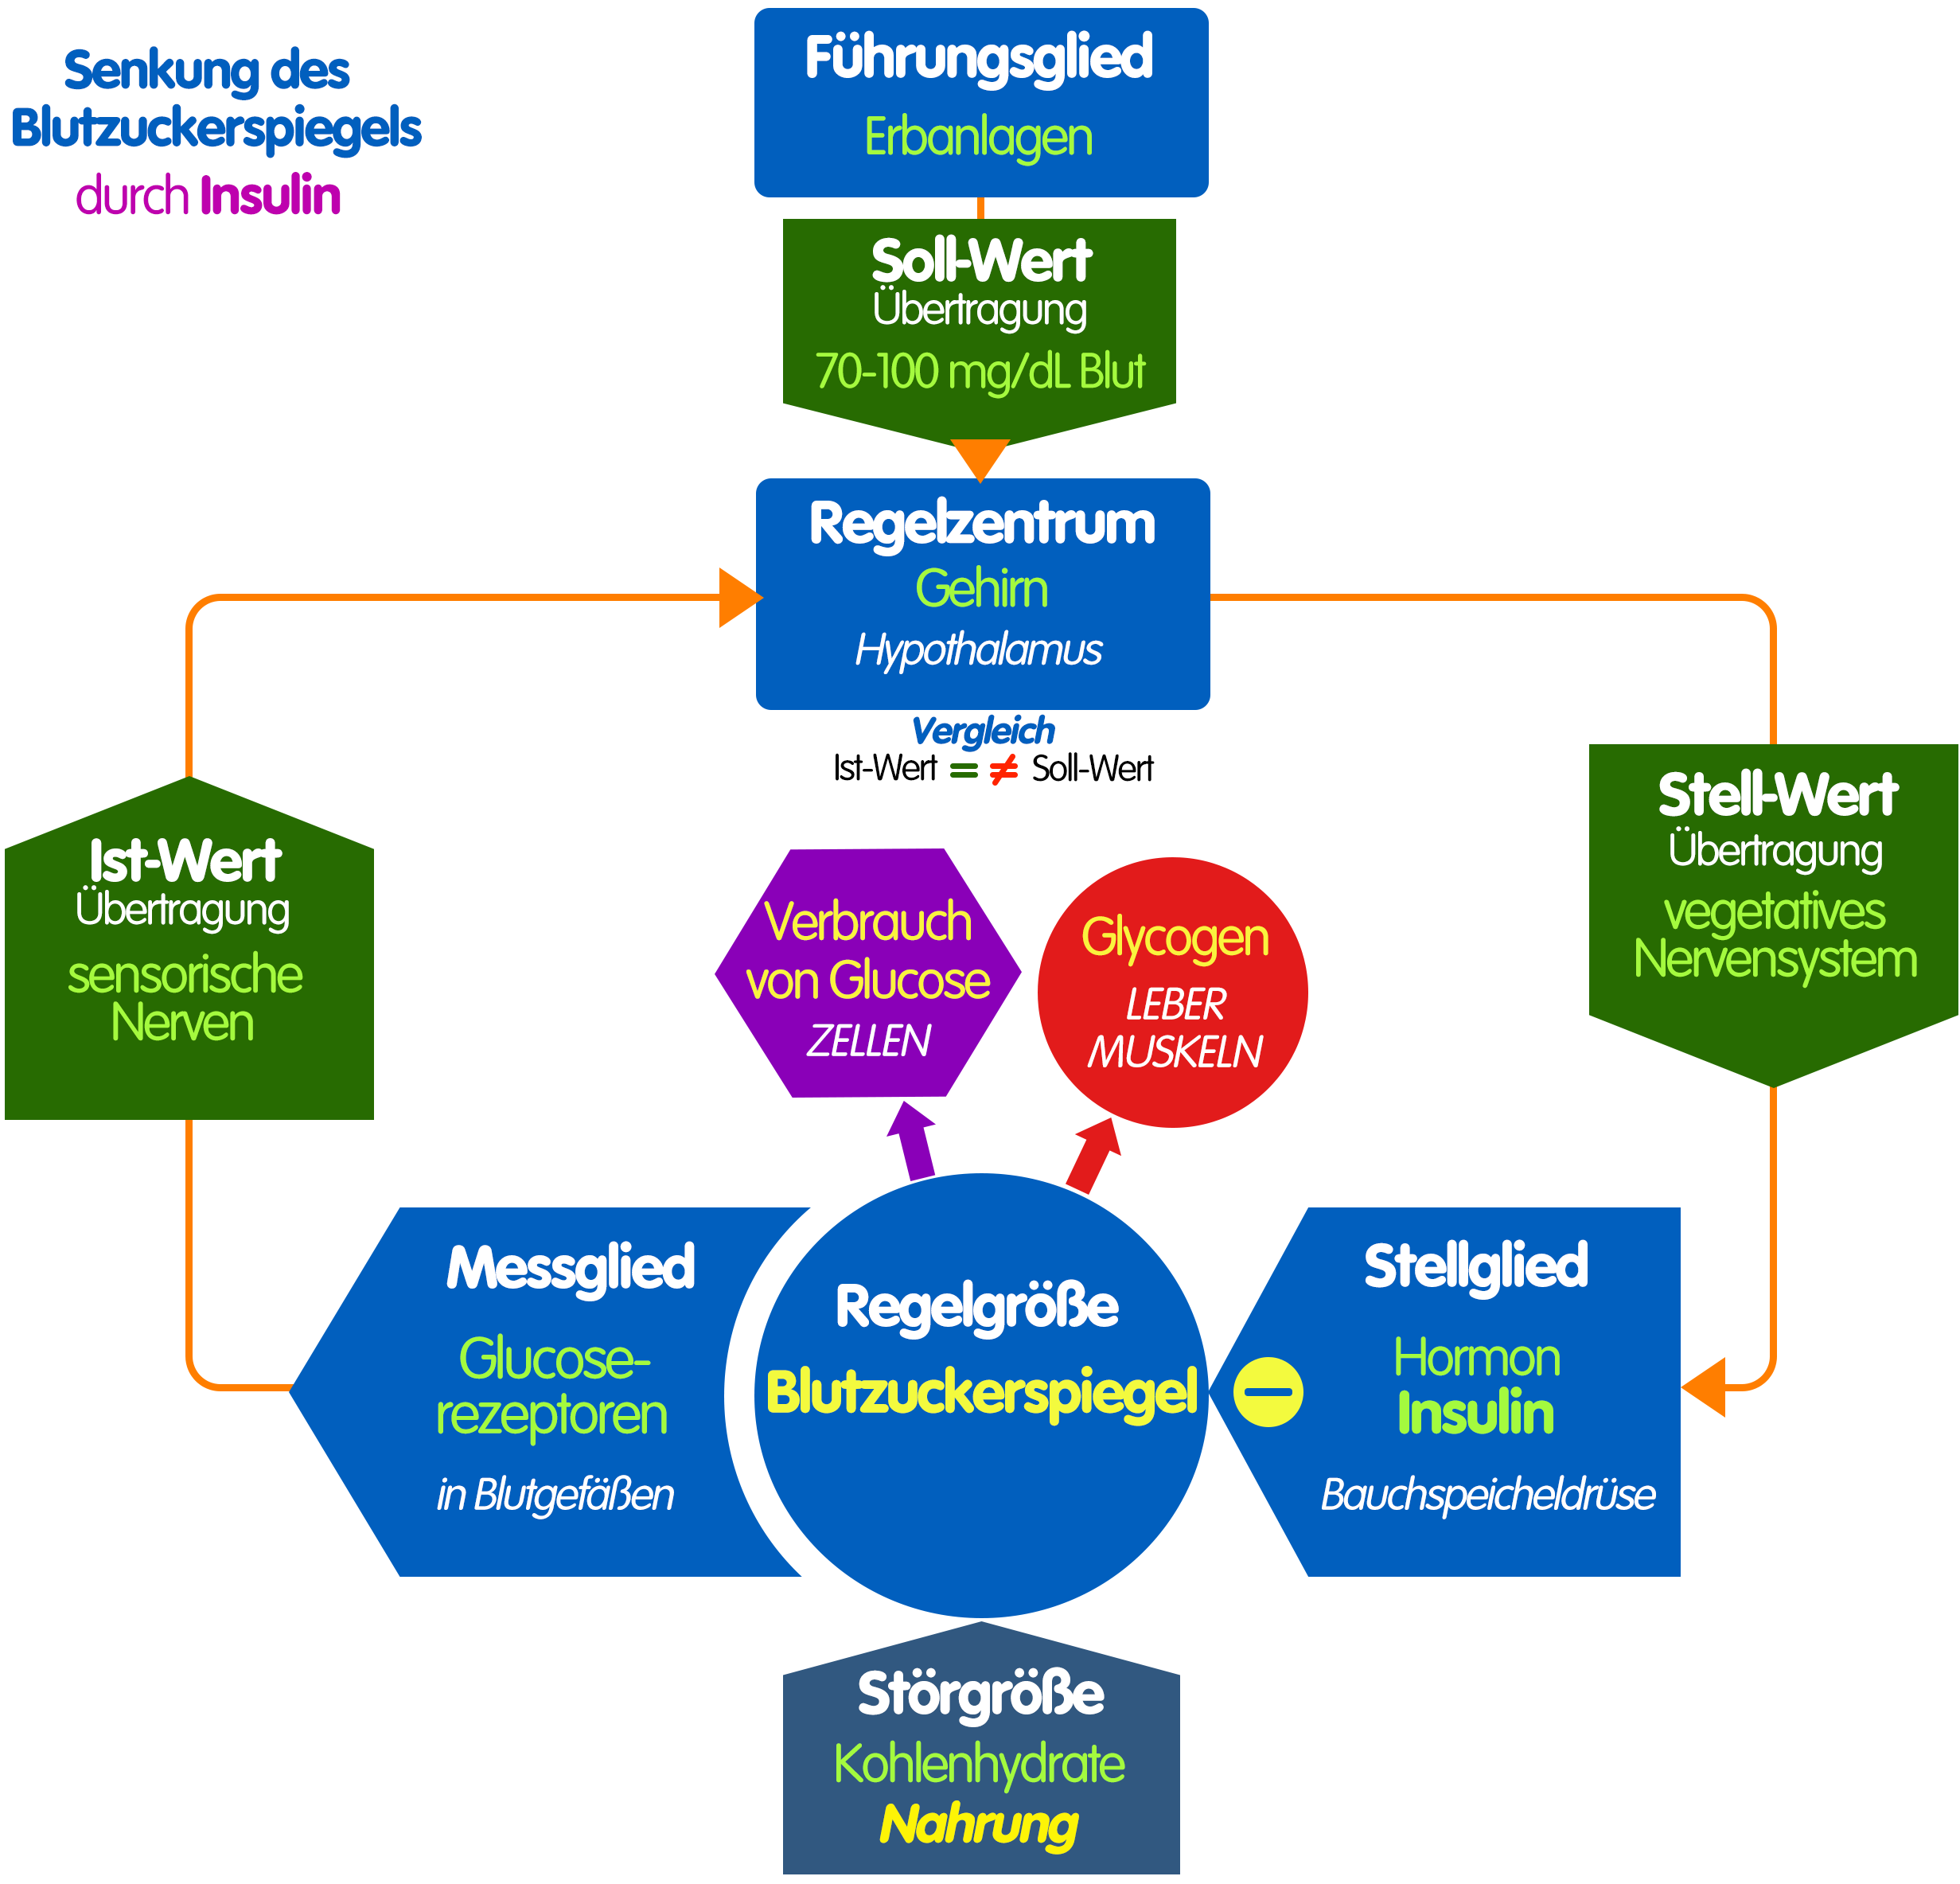 Senkung des
Blutzuckerspiegels
durch Insulin
Führungsglied
Erbanlagen
Soll-Wert
Übertragung
70-100 mg/dL Blut
Regelzentrum
Gehirn
Hypothalamus
Vergleich
Ist-Wert = ≠ Soll-Wert
Ist-Wert
Übertragung
sensorische
Nerven
Verbrauch
von Glucose
ZELLEN
Glycogen
LEBER
MUSKELN
Stell-Wert
Übertragung
vegetatives
Nervensystem
Messglied
Glucose-
rezeptoren
in Blutgefäßen
Regelgröße
Blutzuckerspiegel
−
Stellglied
Hormon
Insulin
Bauchspeicheldrüse
Störgröße
Kohlenhydrate
Nahrung